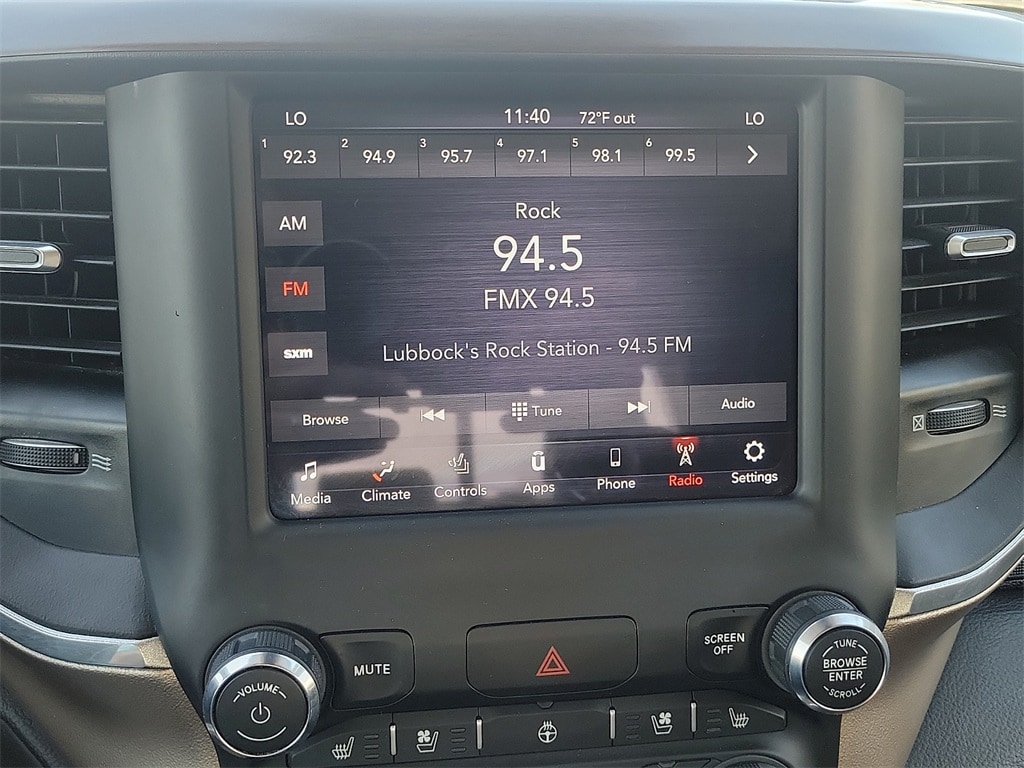 LO 11:40 72°F out LO
1 92.3 2 94.9 3 95.7 4 97.1 5 98.1 6 99.5
Rock
AM
94.5
FM
FMX 94.5
sxm
Lubbock's Rock Station - 94.5 FM
Browse Tune Audio
Media Climate Controls Apps Phone Radio Settings
MUTE
SCREEN
OFF
VOLUME
TUNE
BROWSE
ENTER
SCROLL